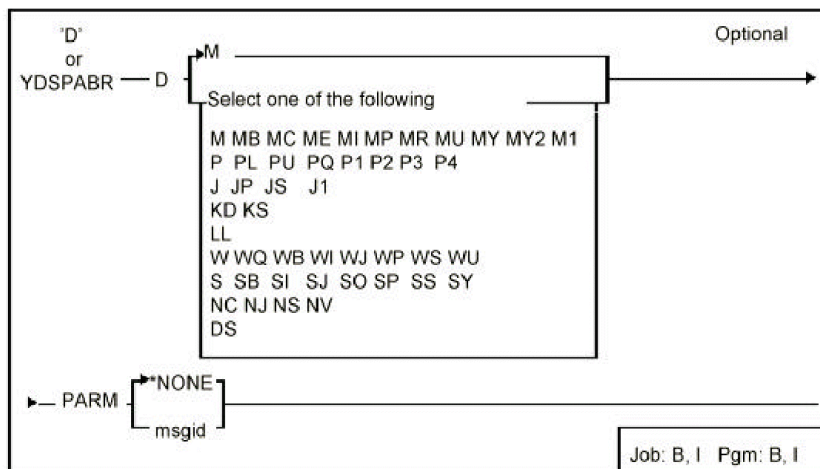 'D'
or
YDSPABR D
M
Optional
Select one of the following
M MB MC ME MI MP MR MU MY MY2 M1
P PL PU PQ P1 P2 P3 P4
J JP JS J1
KD KS
LL
W WQ WB WI WJ WP WS WU
S SB SI SJ SO SP SS SY
NC NJ NS NV
DS
PARM
*NONE
msgid
Job: B, I Pgm: B, I